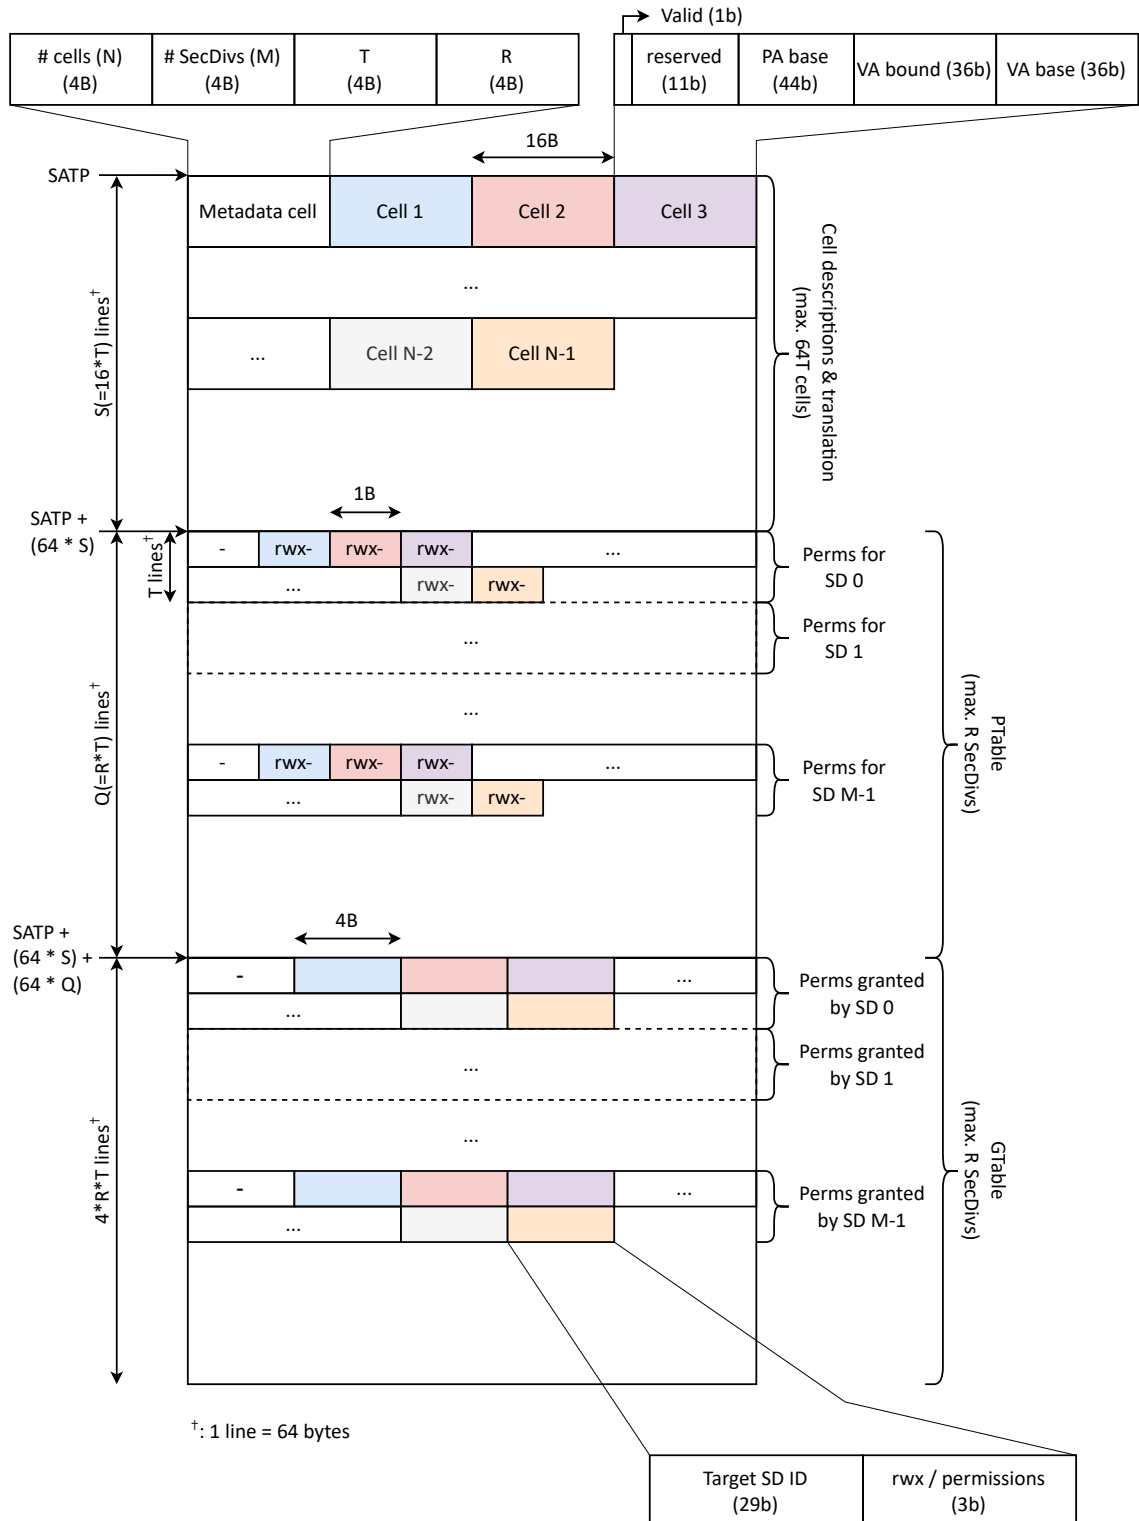 Valid (1b)
# cells (N)
(4B)
# SecDivs (M)
(4B)
T
(4B)
R
(4B)
reserved
(11b)
PA base
(44b)
VA bound (36b)
VA base (36b)
16B
SATP
Metadata cell
Cell 1
Cell 2
Cell 3
...
...
Cell N-2
Cell N-1
S(=16*T) lines†
Cell descriptions & translation
(max. 64T cells)
1B
SATP +
(64 * S)
T lines†
-
rwx-
rwx-
rwx-
...
...
rwx-
rwx-
Perms for
SD 0
...
Perms for
SD 1
...
Q(=R*T) lines†
PTable
(max. R SecDivs)
-
rwx-
rwx-
rwx-
...
...
rwx-
rwx-
Perms for
SD M-1
4B
SATP +
(64 * S) +
(64 * Q)
-
...
...
Perms granted
by SD 0
...
Perms granted
by SD 1
...
4*R*T lines†
GTable
(max. R SecDivs)
-
...
...
Perms granted
by SD M-1
†: 1 line = 64 bytes
Target SD ID
(29b)
rwx / permissions
(3b)